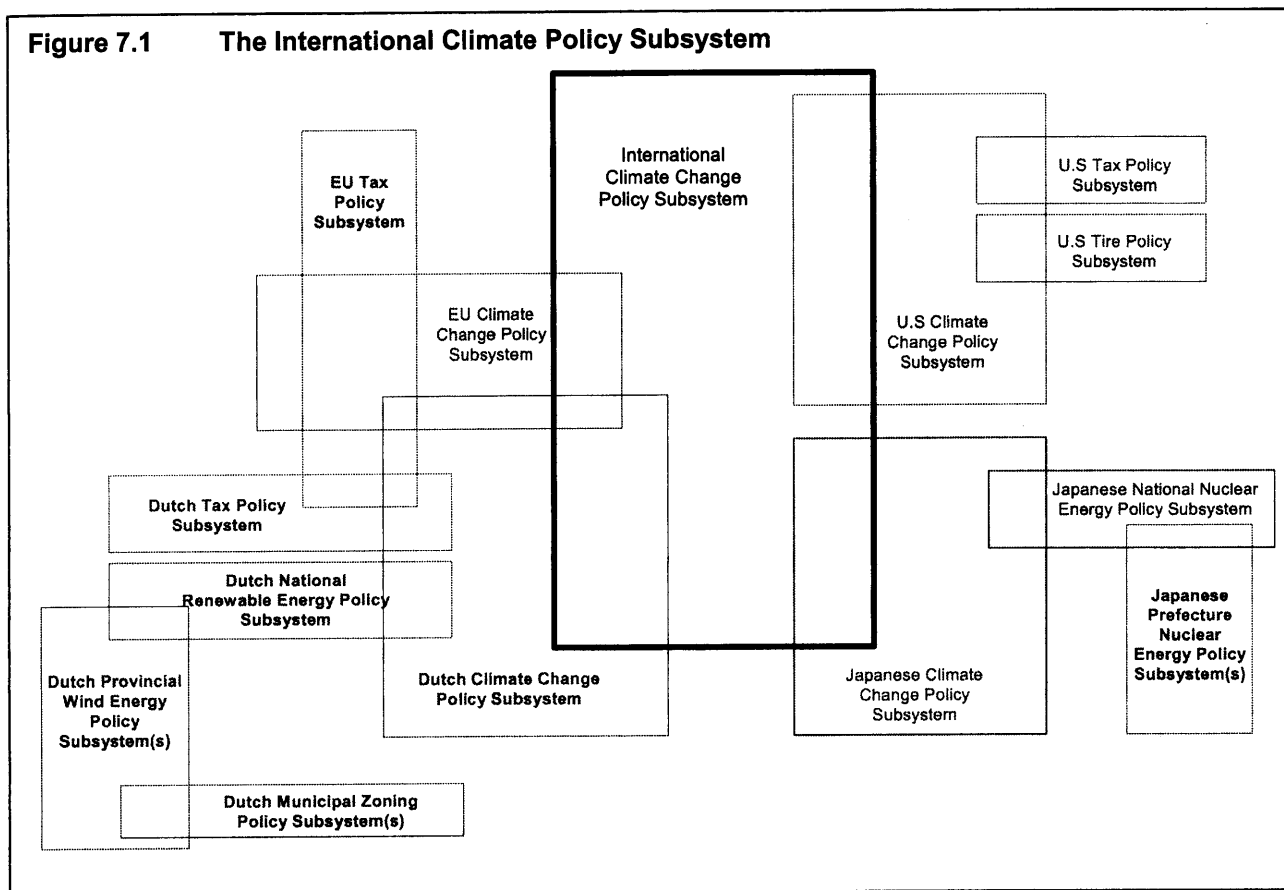 Figure 7.1 The International Climate Policy Subsystem
International
Climate Change
Policy Subsystem
EU Tax
Policy
Subsystem
U.S Tax Policy
Subsystem
U.S Tire Policy
Subsystem
EU Climate
Change Policy
Subsystem
U.S Climate
Change Policy
Subsystem
Dutch Tax Policy
Subsystem
Japanese National Nuclear
Energy Policy Subsystem
Dutch National
Renewable Energy Policy
Subsystem
Japanese
Prefecture
Nuclear
Energy Policy
Subsystem(s)
Dutch Provincial
Wind Energy
Policy
Subsystem(s)
Dutch Climate Change
Policy Subsystem
Japanese Climate
Change Policy
Subsystem
Dutch Municipal Zoning
Policy Subsystem(s)